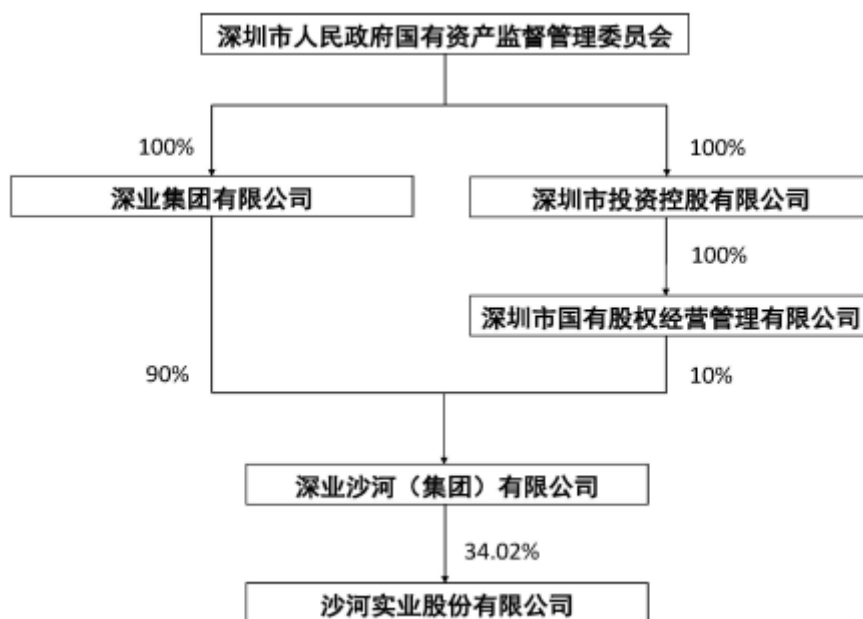 深圳市人民政府国有资产监督管理委员会
100%
100%
深业集团有限公司
深圳市投资控股有限公司
100%
深圳市国有股权经营管理有限公司
90%
10%
深业沙河（集团）有限公司
34.02%
沙河实业股份有限公司